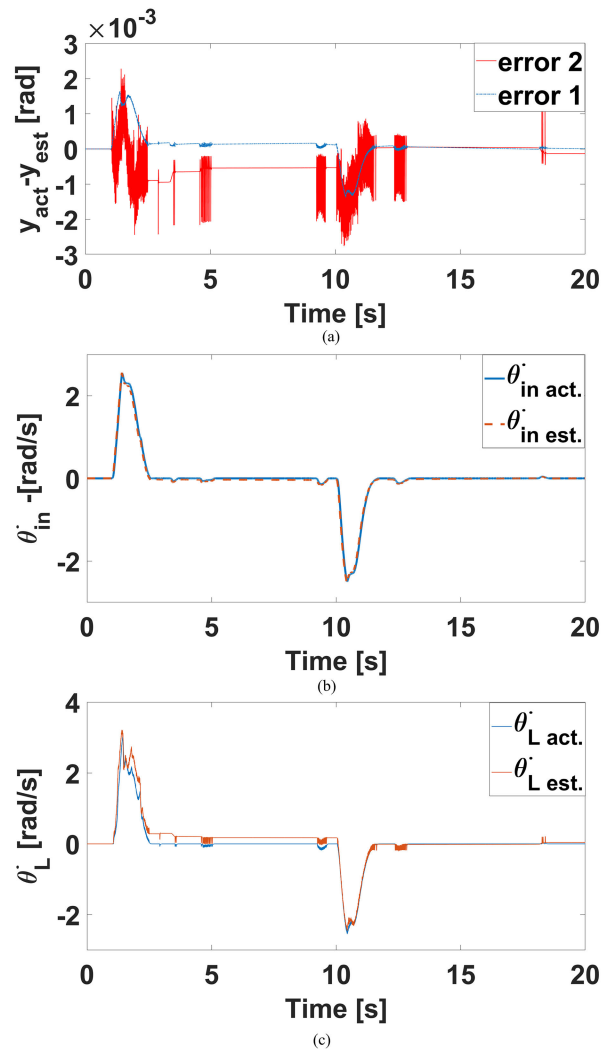 ×10⁻³
3
2
1
0
-1
-2
-3
y_act-y_est [rad]
error 2
error 1
0 5 10 15 20
Time [s]
(a)
2
0
-2
θ̇_in -[rad/s]
θ̇_in act.
θ̇_in est.
0 5 10 15 20
Time [s]
(b)
4
2
0
-2
θ̇_L [rad/s]
θ̇_L act.
θ̇_L est.
0 5 10 15 20
Time [s]
(c)